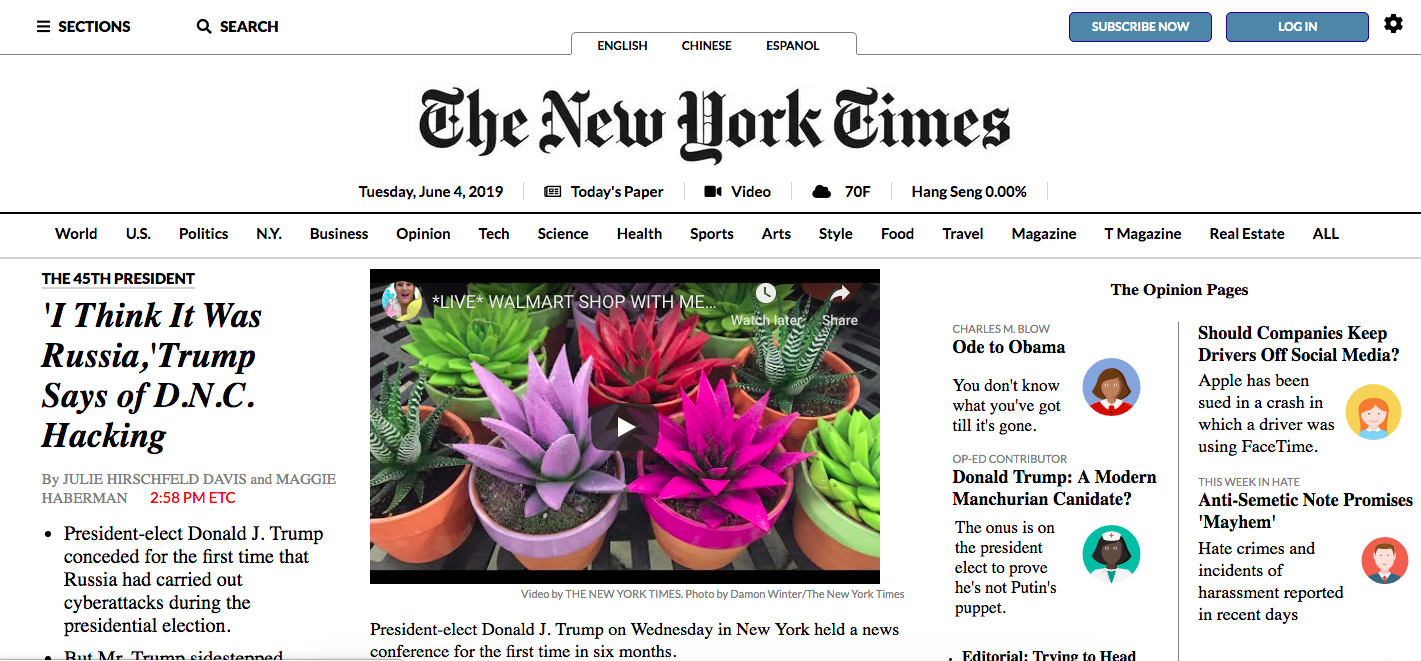 SECTIONS
SEARCH
ENGLISH CHINESE ESPANOL
SUBSCRIBE NOW
LOG IN
The New York Times
Tuesday, June 4, 2019
Today's Paper
Video
70F
Hang Seng 0.00%
World U.S. Politics N.Y. Business Opinion Tech Science Health Sports Arts Style Food Travel Magazine T Magazine Real Estate ALL
THE 45TH PRESIDENT
'I Think It Was
Russia,'Trump
Says of D.N.C.
Hacking
By JULIE HIRSCHFELD DAVIS and MAGGIE
HABERMAN 2:58 PM ETC
• President-elect Donald J. Trump
conceded for the first time that
Russia had carried out
cyberattacks during the
presidential election.
• But Mr. Trump sidestepped
*LIVE* WALMART SHOP WITH ME...
Watch later
Share
Video by THE NEW YORK TIMES. Photo by Damon Winter/The New York Times
President-elect Donald J. Trump on Wednesday in New York held a news
conference for the first time in six months.
The Opinion Pages
CHARLES M. BLOW
Ode to Obama
You don't know
what you've got
till it's gone.
OP-ED CONTRIBUTOR
Donald Trump: A Modern
Manchurian Canidate?
The onus is on
the president
elect to prove
he's not Putin's
puppet.
• Editorial: Trying to Head
Should Companies Keep
Drivers Off Social Media?
Apple has been
sued in a crash in
which a driver was
using FaceTime.
THIS WEEK IN HATE
Anti-Semetic Note Promises
'Mayhem'
Hate crimes and
incidents of
harassment reported
in recent days